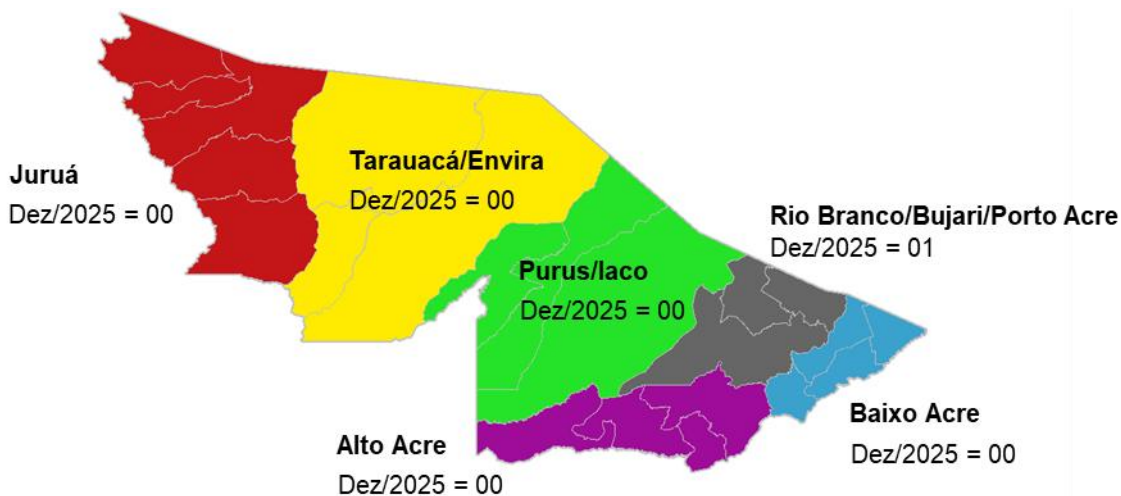 Juruá
Dez/2025 = 00
Tarauacá/Envira
Dez/2025 = 00
Purus/Iaco
Dez/2025 = 00
Rio Branco/Bujari/Porto Acre
Dez/2025 = 01
Alto Acre
Dez/2025 = 00
Baixo Acre
Dez/2025 = 00